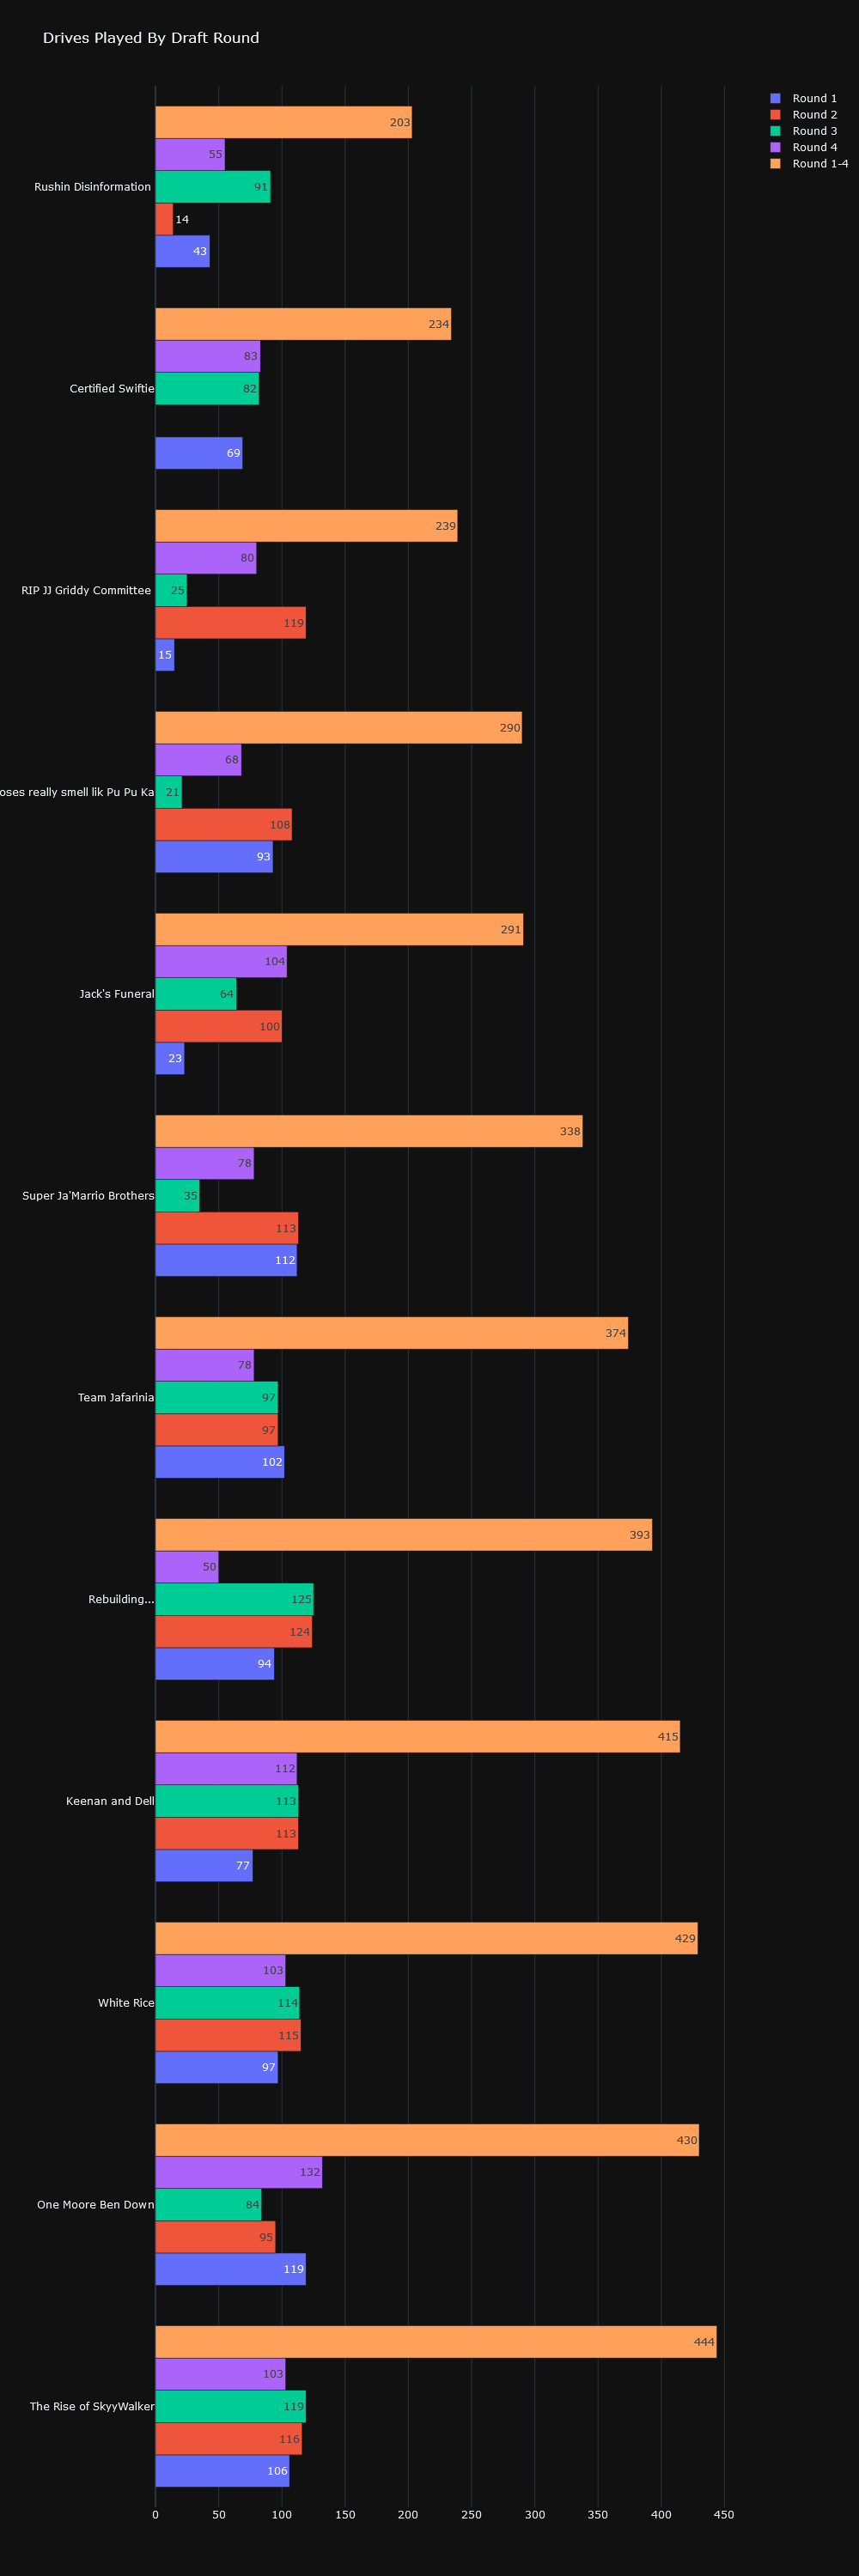 Drives Played By Draft Round
Round 1
Round 2
Round 3
Round 4
Round 1-4
203
55
Rushin Disinformation 91
14
43
234
83
Certified Swiftie 82
69
239
80
RIP JJ Griddy Committee 25
119
15
290
68
oses really smell lik Pu Pu Ka 21
108
93
291
104
Jack's Funeral 64
100
23
338
78
Super Ja'Marrio Brothers 35
113
112
374
78
Team Jafarinia 97
97
102
393
50
Rebuilding... 125
124
94
415
112
Keenan and Dell 113
113
77
429
103
White Rice 114
115
97
430
132
One Moore Ben Down 84
95
119
444
103
The Rise of SkyyWalker 119
116
106
0 50 100 150 200 250 300 350 400 450